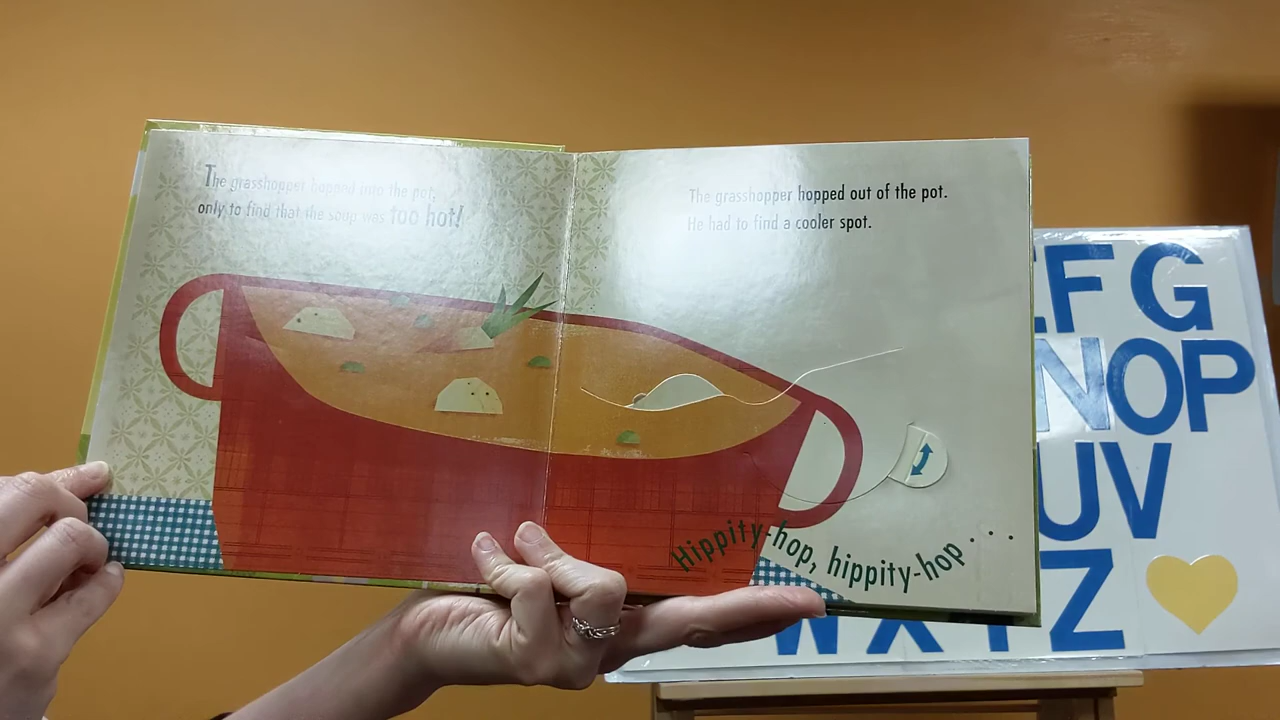 The grasshopper hopped into the pot,
only to find that the soup was too hot!
The grasshopper hopped out of the pot.
He had to find a cooler spot.
Hippity-hop, hippity-hop . . .
F G
N O P
U V
W X Y Z